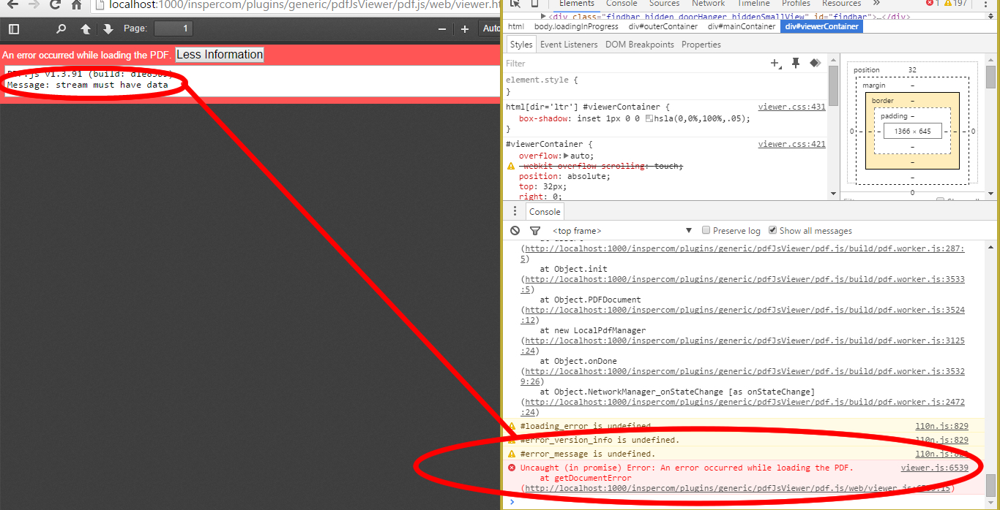 localhost:1000/inspercom/plugins/generic/pdfJsViewer/pdf.js/web/viewer.h
Page: 1
Auto
An error occurred while loading the PDF. Less Information
PDF.js v1.3.91 (build: d1e8589)
Message: stream must have data
Elements Console Sources Network Timeline Profiles Resources » 1 197
<div class="findbar hidden doorHanger hiddenSmallView" id="findbar">…</div>
html body.loadingInProgress div#outerContainer div#mainContainer div#viewerContainer
Styles Event Listeners DOM Breakpoints Properties
Filter
element.style {
}
html[dir='ltr'] #viewerContainer { viewer.css:431
box-shadow: inset 1px 0 0 hsla(0,0%,100%,.05);
}
#viewerContainer { viewer.css:421
overflow: auto;
-webkit-overflow-scrolling: touch;
position: absolute;
top: 32px;
right: 0;
position 32
margin –
border –
padding –
0 – – – 1366 × 645 – – – 0
–
–
–
0
Console
<top frame> ▼ Preserve log Show all messages
(http://localhost:1000/inspercom/plugins/generic/pdfJsViewer/pdf.js/build/pdf.worker.js:287:
5)
at Object.init
(http://localhost:1000/inspercom/plugins/generic/pdfJsViewer/pdf.js/build/pdf.worker.js:3533
:5)
at Object.PDFDocument
(http://localhost:1000/inspercom/plugins/generic/pdfJsViewer/pdf.js/build/pdf.worker.js:3524
:12)
at new LocalPdfManager
(http://localhost:1000/inspercom/plugins/generic/pdfJsViewer/pdf.js/build/pdf.worker.js:3125
:24)
at Object.onDone
(http://localhost:1000/inspercom/plugins/generic/pdfJsViewer/pdf.js/build/pdf.worker.js:3532
9:26)
at Object.NetworkManager_onStateChange [as onStateChange]
(http://localhost:1000/inspercom/plugins/generic/pdfJsViewer/pdf.js/build/pdf.worker.js:2472
:24)
#loading_error is undefined. l10n.js:829
#error_version_info is undefined. l10n.js:829
#error_message is undefined. l10n.js:829
Uncaught (in promise) Error: An error occurred while loading the PDF. viewer.js:6539
at getDocumentError
(http://localhost:1000/inspercom/plugins/generic/pdfJsViewer/pdf.js/web/viewer.js:6539:15)